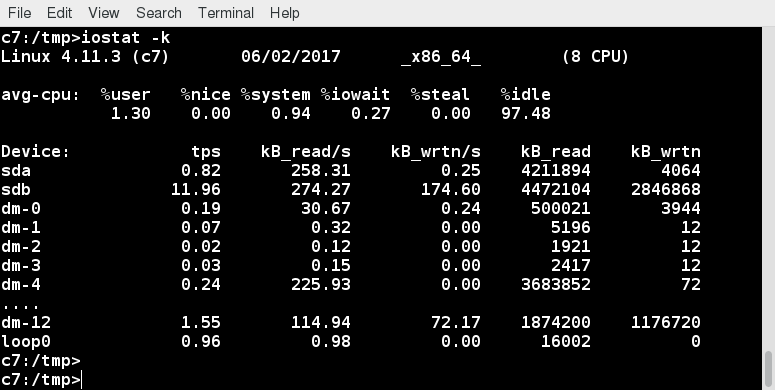 File Edit View Search Terminal Help
c7:/tmp>iostat -k
Linux 4.11.3 (c7) 06/02/2017 _x86_64_ (8 CPU)
avg-cpu: %user %nice %system %iowait %steal %idle
1.30 0.00 0.94 0.27 0.00 97.48
Device: tps kB_read/s kB_wrtn/s kB_read kB_wrtn
sda 0.82 258.31 0.25 4211894 4064
sdb 11.96 274.27 174.60 4472104 2846868
dm-0 0.19 30.67 0.24 500021 3944
dm-1 0.07 0.32 0.00 5196 12
dm-2 0.02 0.12 0.00 1921 12
dm-3 0.03 0.15 0.00 2417 12
dm-4 0.24 225.93 0.00 3683852 72
....
dm-12 1.55 114.94 72.17 1874200 1176720
loop0 0.96 0.98 0.00 16002 0
c7:/tmp>
c7:/tmp>